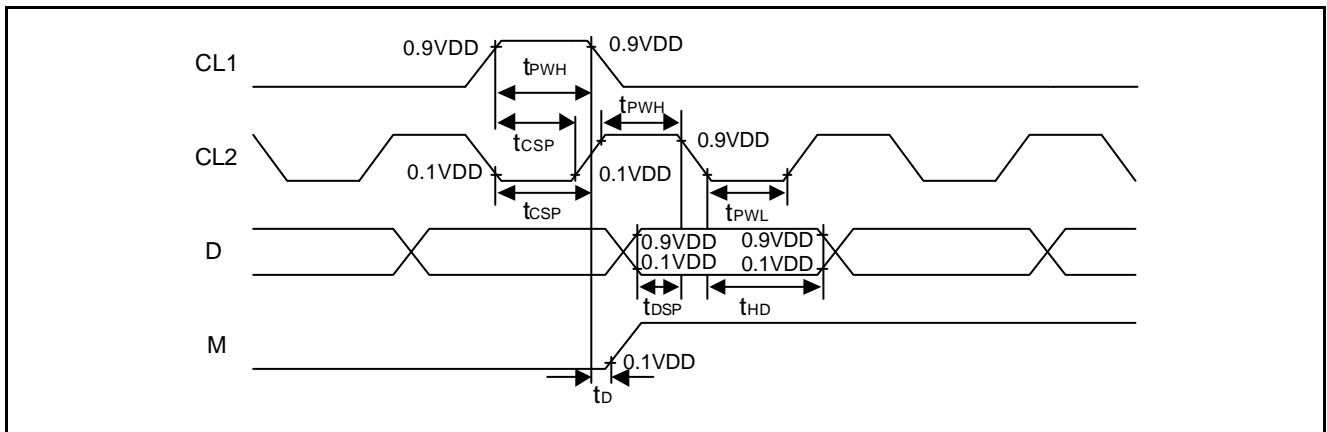 CL1
0.9VDD 0.9VDD
tPWH
tPWH
tCSP
CL2
0.9VDD
0.1VDD 0.1VDD
tCSP
tPWL
D
0.9VDD 0.9VDD
0.1VDD 0.1VDD
tDSP tHD
M
0.1VDD
tD